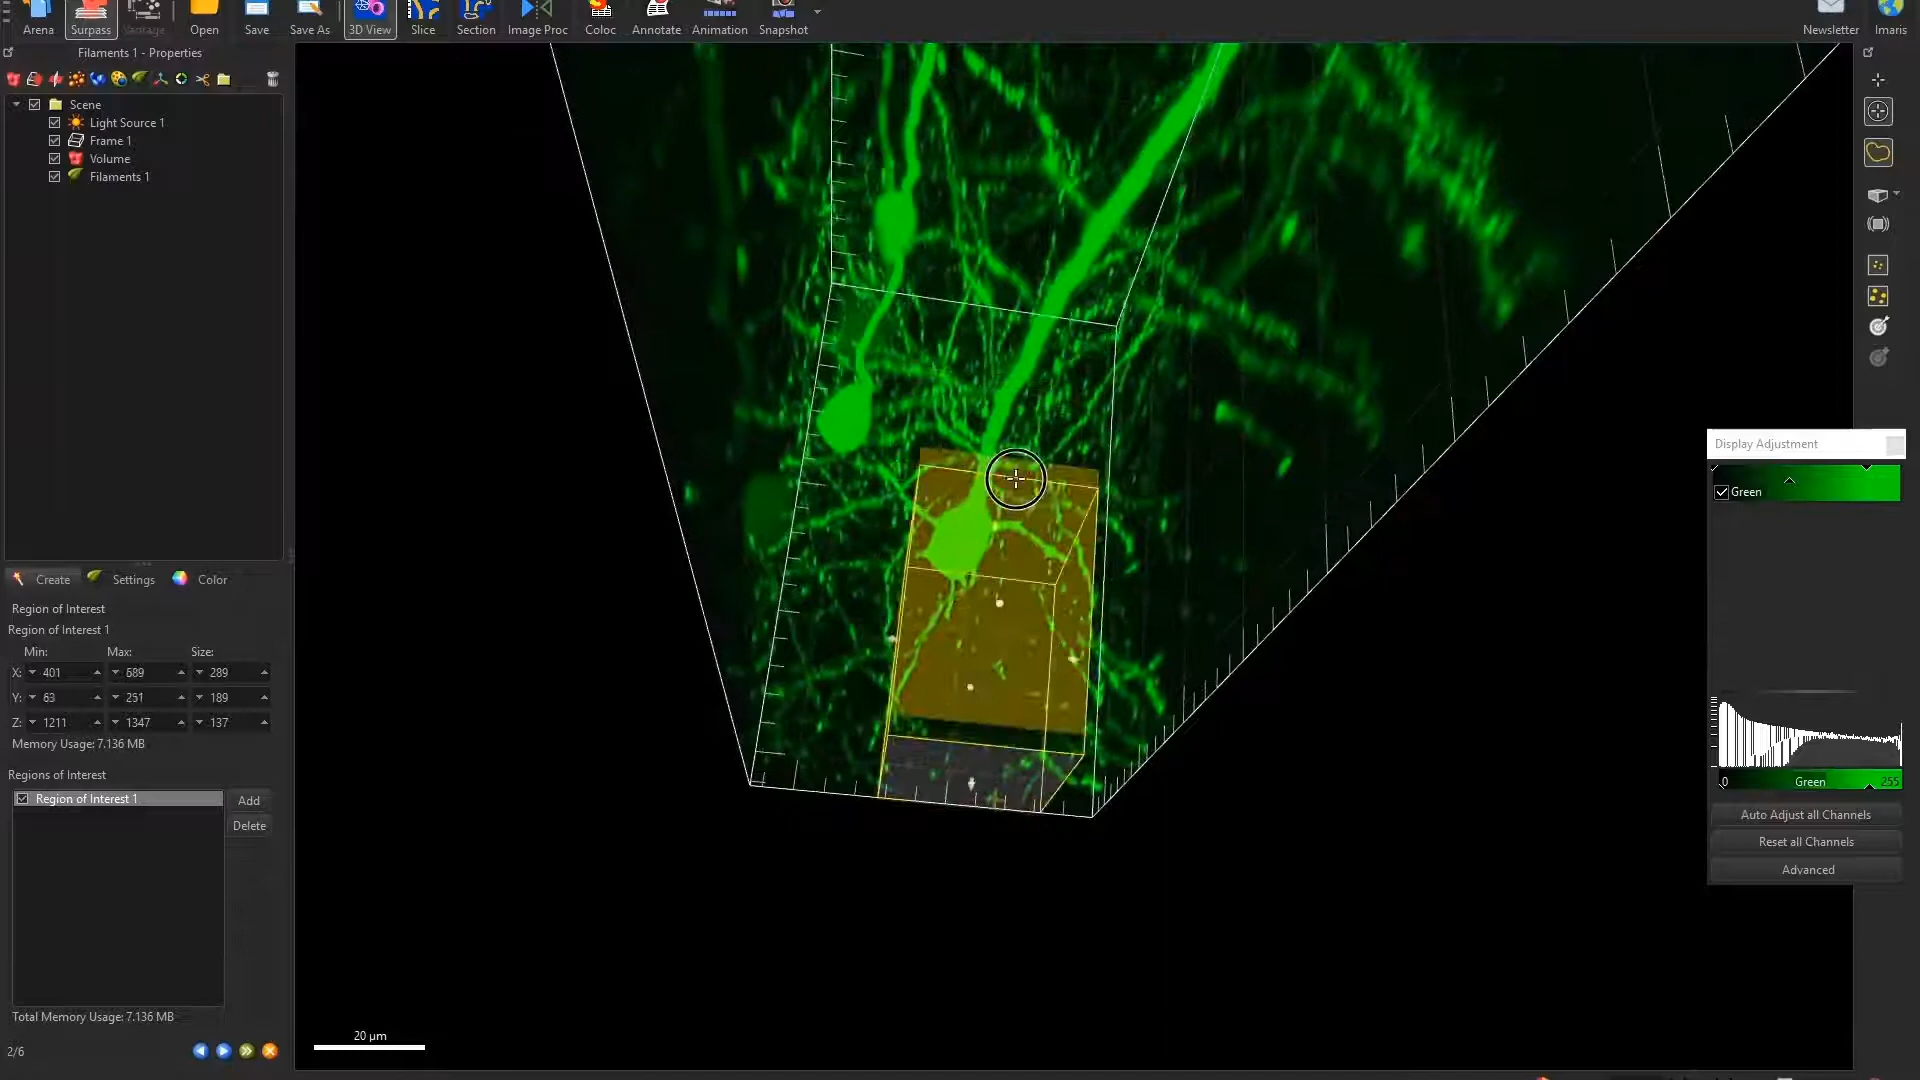 Arena Surpass Vantage Open Save Save As 3D View Slice Section Image Proc Coloc Annotate Animation Snapshot Newsletter Imaris
Filaments 1 - Properties
Scene
Light Source 1
Frame 1
Volume
Filaments 1
Display Adjustment
Green
Create Settings Color
Region of Interest
Region of Interest 1
Min: Max: Size:
X: 401 689 289
Y: 63 251 189
Z: 1211 1347 137
Memory Usage: 7.136 MB
Regions of Interest
Region of Interest 1 Add
Delete
0 Green 255
Auto Adjust all Channels
Reset all Channels
Advanced
Total Memory Usage: 7.136 MB
20 µm
2/6